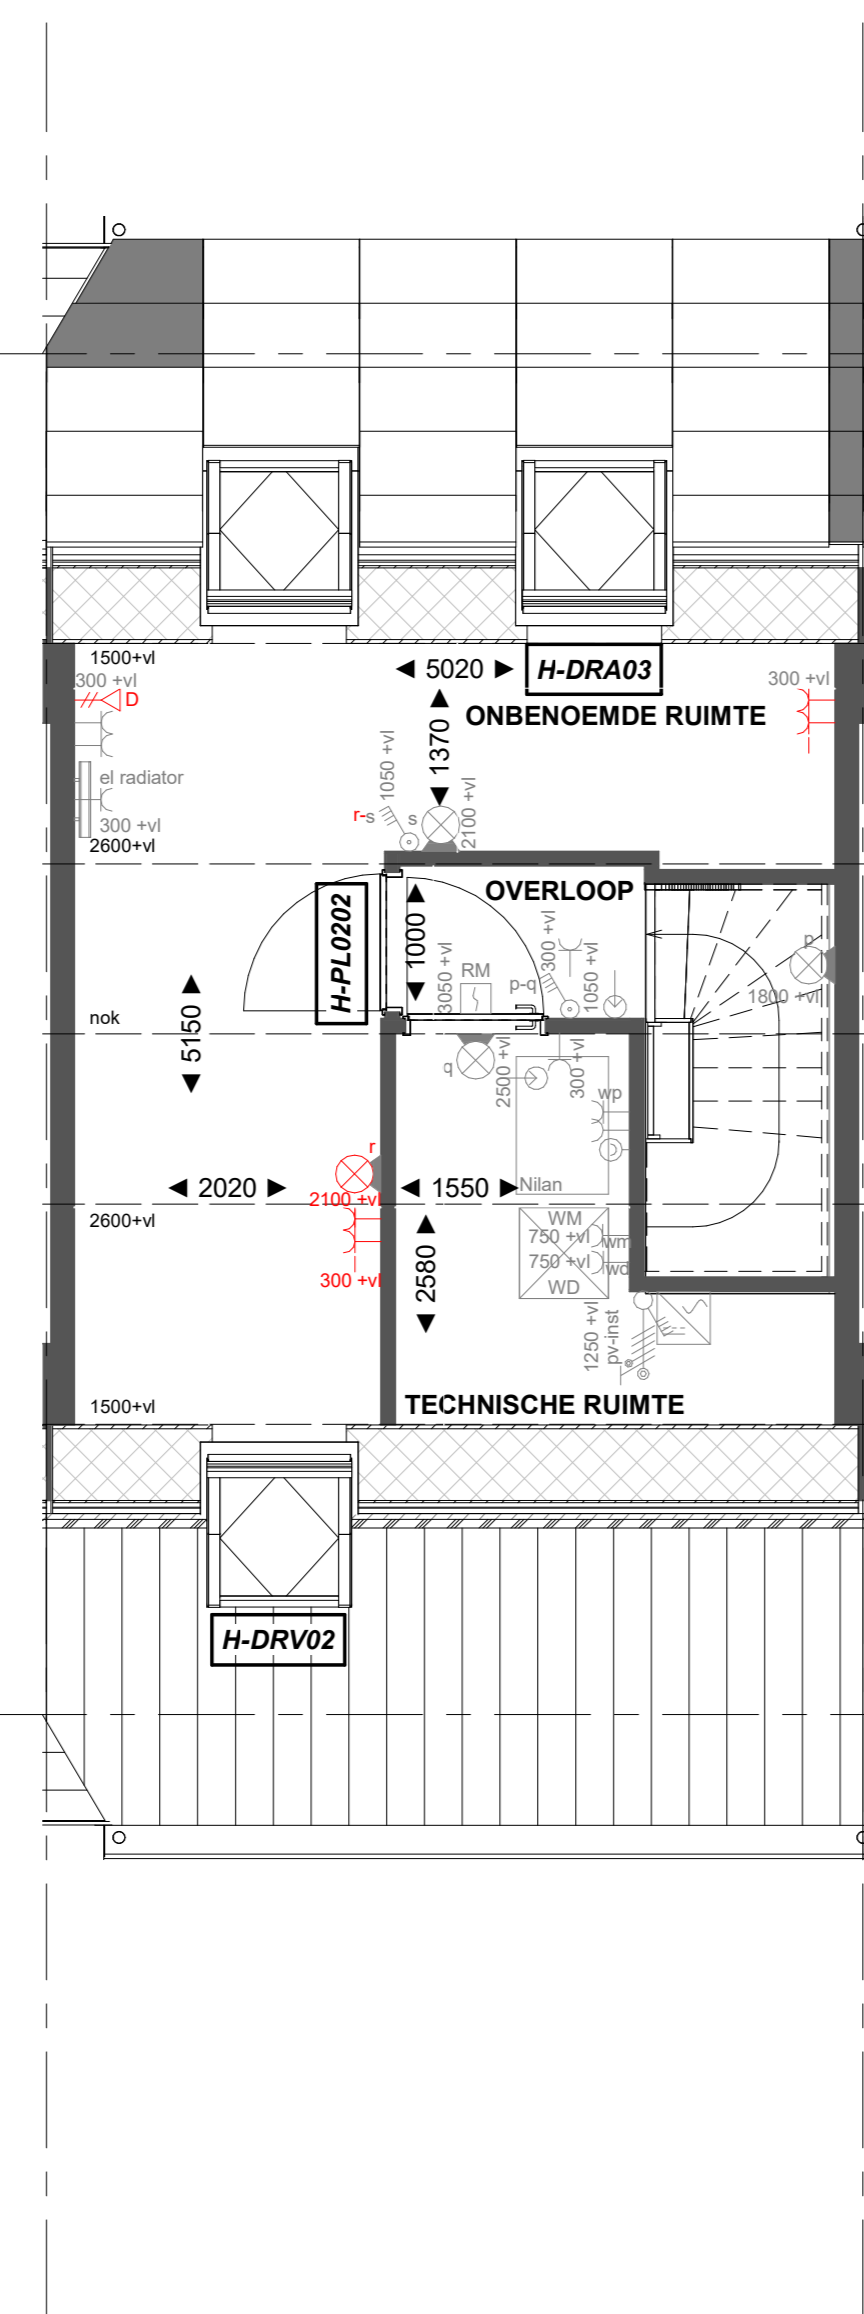 1500+vl
300 +vl
D
5020
H-DRA03
300 +vl
1370
ONBENOEMDE RUIMTE
el radiator
300 +vl
1050 +vl
r-s
s
2100 +vl
2600+vl
H-PL0202
OVERLOOP
1000
3050 +vl
RM
p-q
300 +vl
1050 +vl
p
1800 +vl
nok
5150
q
2500 +vl
300 +vl
wp
r
2020
2100 +vl
1550
Nilan
2600+vl
WM
750 +vl
wm
750 +vl
wd
WD
300 +vl
2580
1250 +vl
pv-inst
1500+vl
TECHNISCHE RUIMTE
H-DRV02